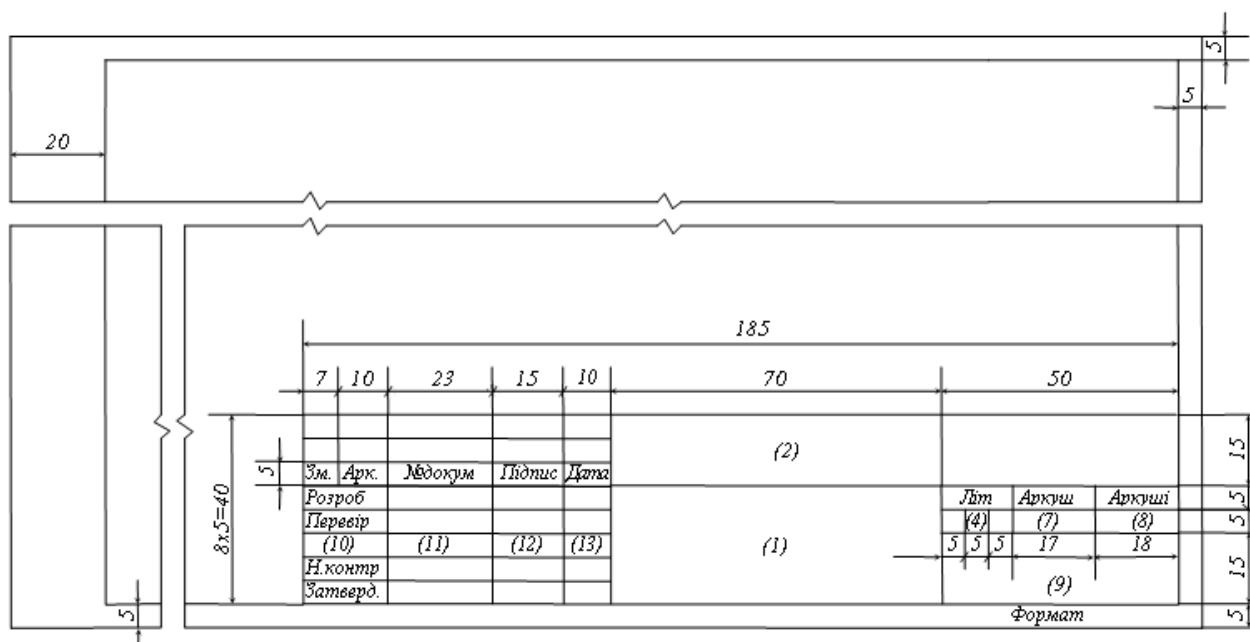 5
5
20
185
7 10 23 15 10 70 50
(2)
15
5
Зм. Арк. №докум Підпис Дата
8x5=40
Розроб
Літ Аркуш Аркуші
5
Перевір
(4) (7) (8)
5
(10) (11) (12) (13)
(1)
5 5 5 17 18
Н.контр
(9)
15
Затверд.
5
Формат
5